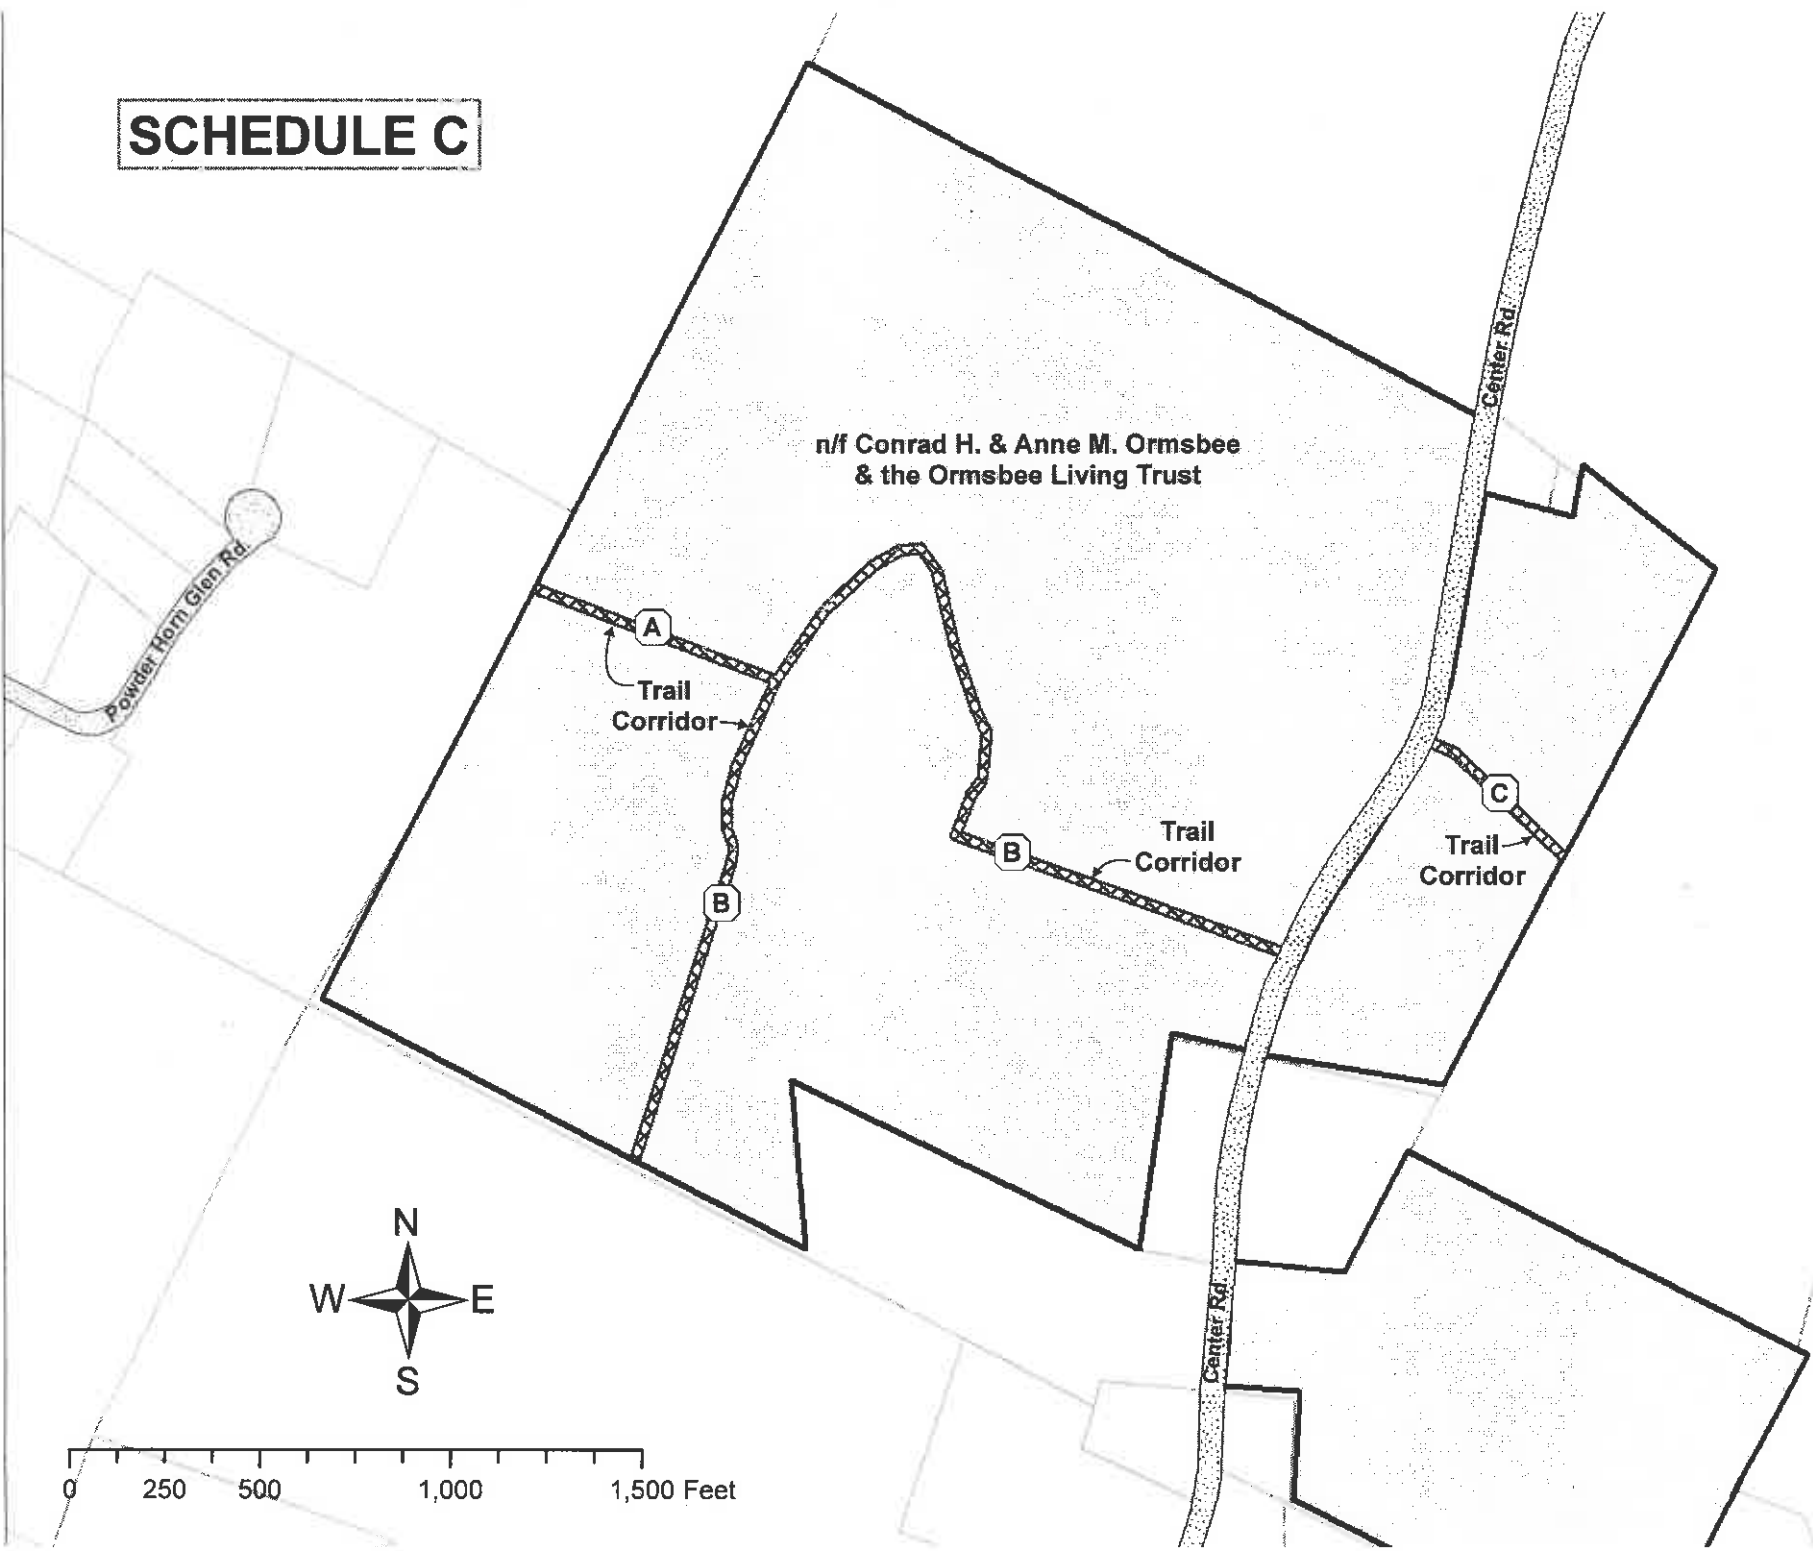 SCHEDULE C
Center Rd.
n/f Conrad H. & Anne M. Ormsbee
& the Ormsbee Living Trust
Powder Horn Glen Rd.
A
Trail
Corridor
C
Trail
Corridor
B
Trail
Corridor
B
N
W E
S
Center Rd
0 250 500 1,000 1,500 Feet